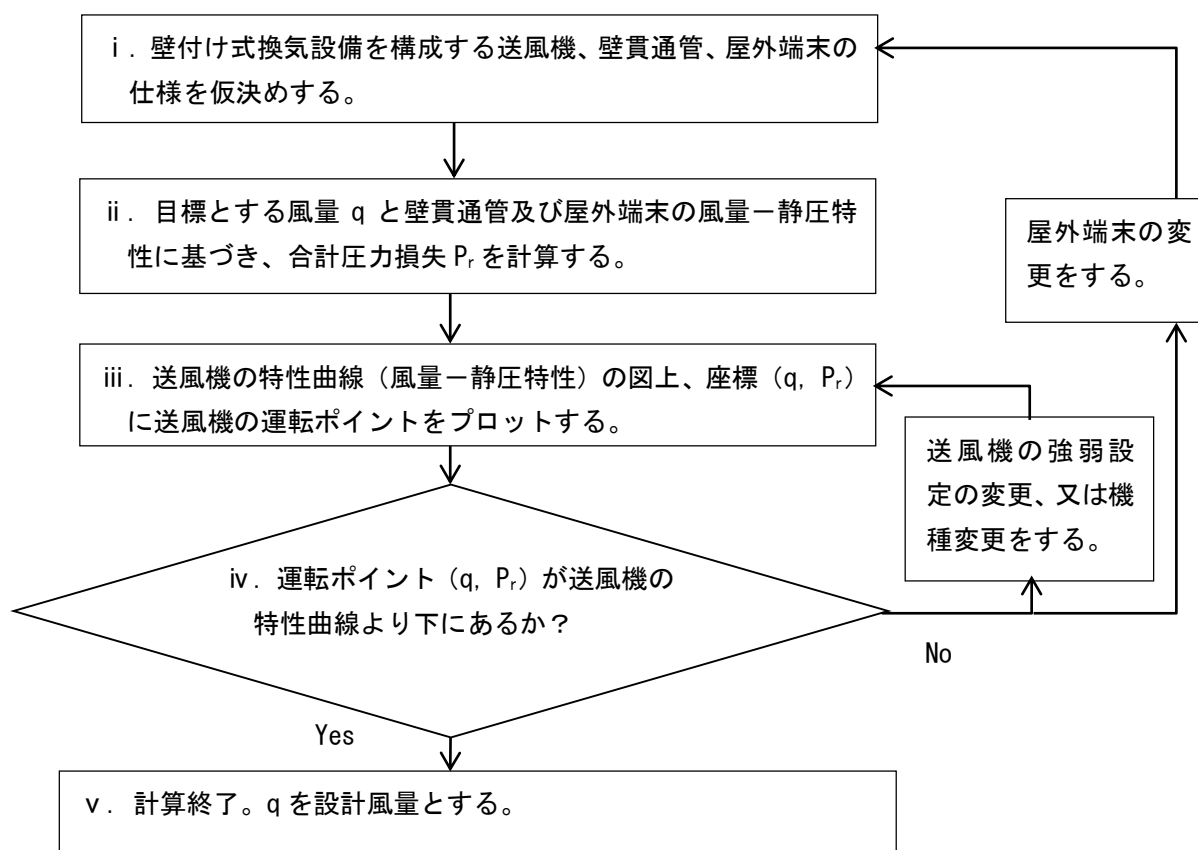 ⅰ．壁付け式換気設備を構成する送風機、壁貫通管、屋外端末の
仕様を仮決めする。
ⅱ．目標とする風量 q と壁貫通管及び屋外端末の風量－静圧特
性に基づき、合計圧力損失 Pr を計算する。
屋外端末の変
更をする。
ⅲ．送風機の特性曲線（風量－静圧特性）の図上、座標（q, Pr）
に送風機の運転ポイントをプロットする。
送風機の強弱設
定の変更、又は機
種変更をする。
ⅳ．運転ポイント（q, Pr）が送風機の
特性曲線より下にあるか？
No
Yes
ⅴ．計算終了。q を設計風量とする。